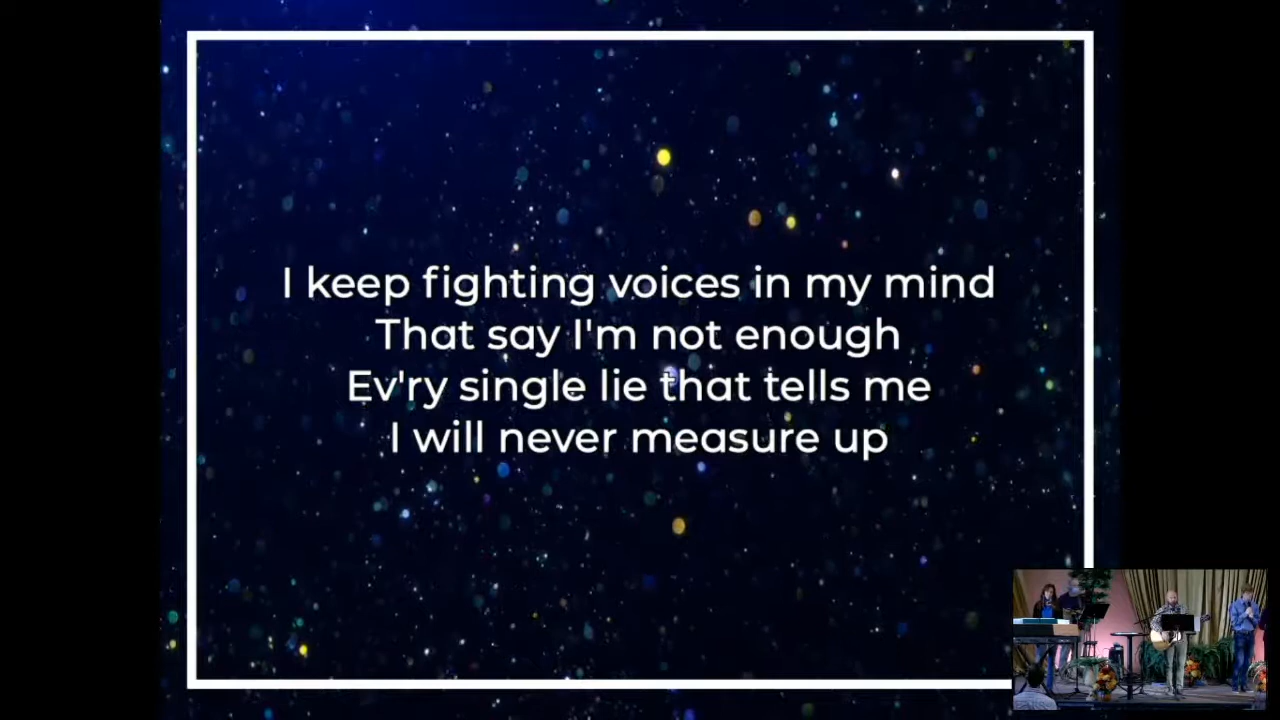 I keep fighting voices in my mind
That say I'm not enough
Ev'ry single lie that tells me
I will never measure up